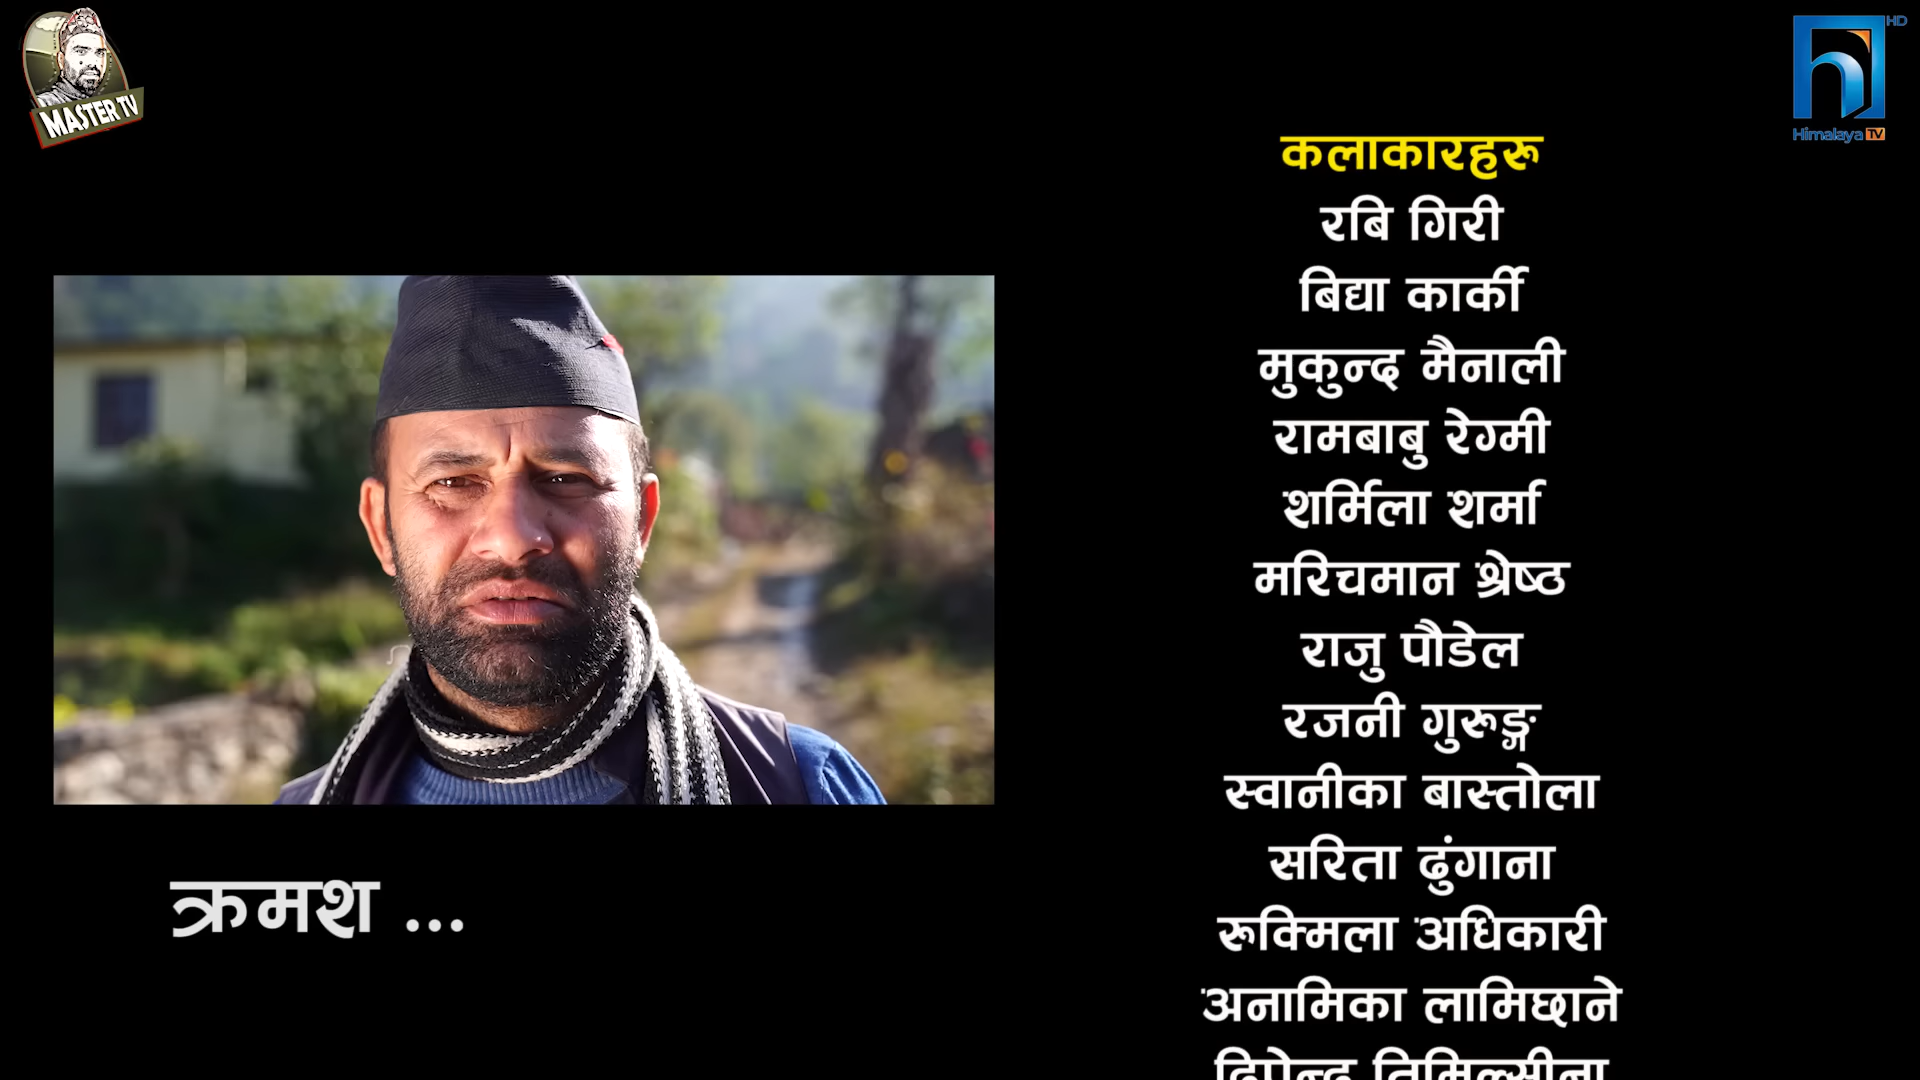 MASTER TV
HD
Himalaya TV
कलाकारहरू
रबि गिरी
बिद्या कार्की
मुकुन्द मैनाली
रामबाबु रेग्मी
शर्मिला शर्मा
मरिचमान श्रेष्ठ
राजु पौडेल
रजनी गुरूङ्ग
स्वानीका बास्तोला
सरिता ढुंगाना
रूक्मिला अधिकारी
अनामिका लामिछाने
क्रमश ...